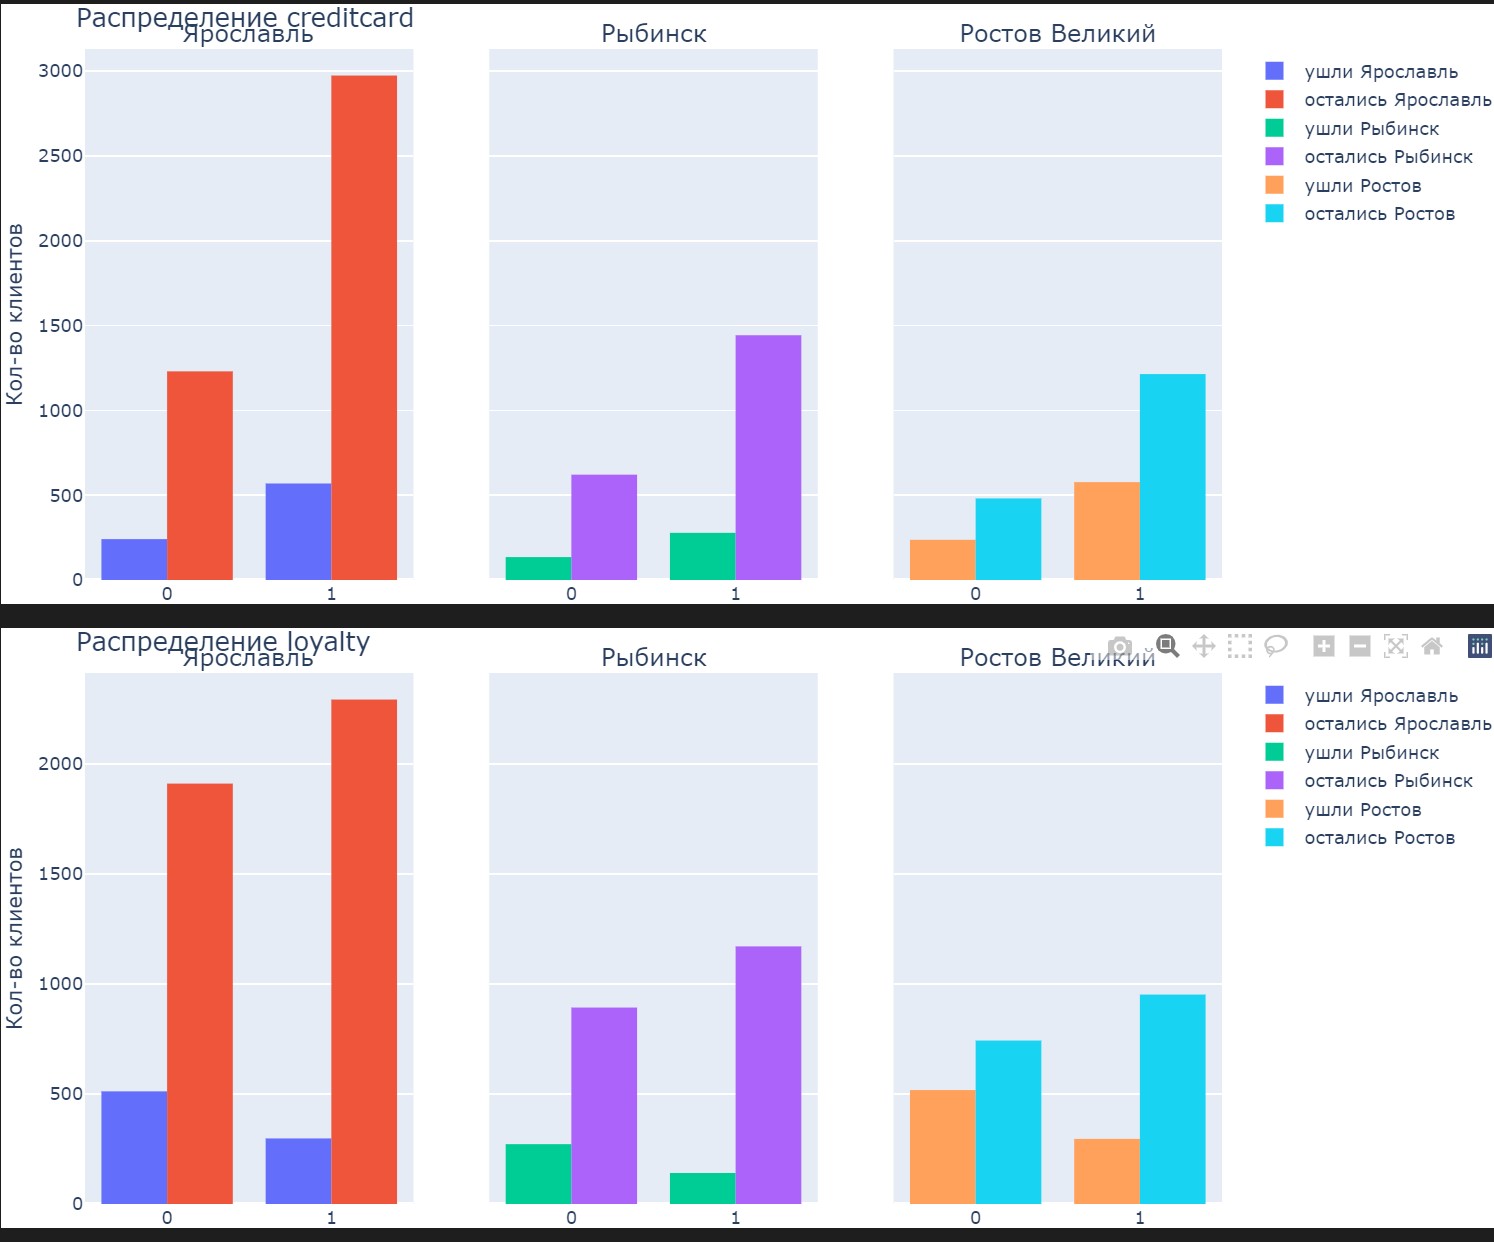 Распределение creditcard
Ярославль
Рыбинск
Ростов Великий
3000
2500
2000
1500
1000
500
0
Кол-во клиентов
0 1
0 1
0 1
ушли Ярославль
остались Ярославль
ушли Рыбинск
остались Рыбинск
ушли Ростов
остались Ростов
Распределение loyalty
Ярославль
Рыбинск
Ростов Великий
2000
1500
1000
500
0
Кол-во клиентов
0 1
0 1
0 1
ушли Ярославль
остались Ярославль
ушли Рыбинск
остались Рыбинск
ушли Ростов
остались Ростов